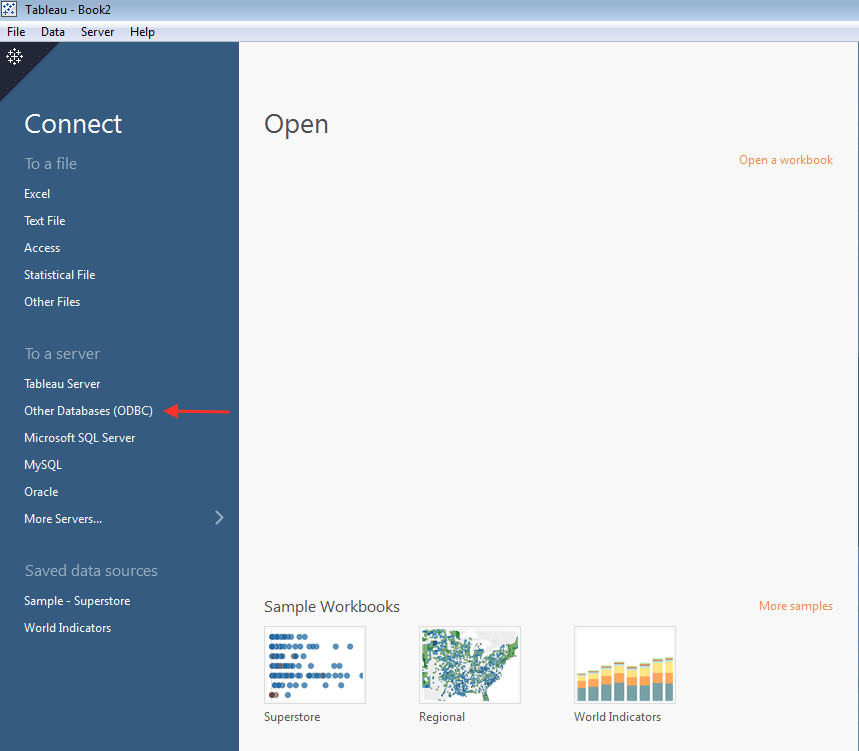 Tableau - Book2
File Data Server Help
Connect
To a file
Excel
Text File
Access
Statistical File
Other Files
To a server
Tableau Server
Other Databases (ODBC)
Microsoft SQL Server
MySQL
Oracle
More Servers...
Saved data sources
Sample - Superstore
World Indicators
Open
Open a workbook
Sample Workbooks
More samples
Superstore
Regional
World Indicators